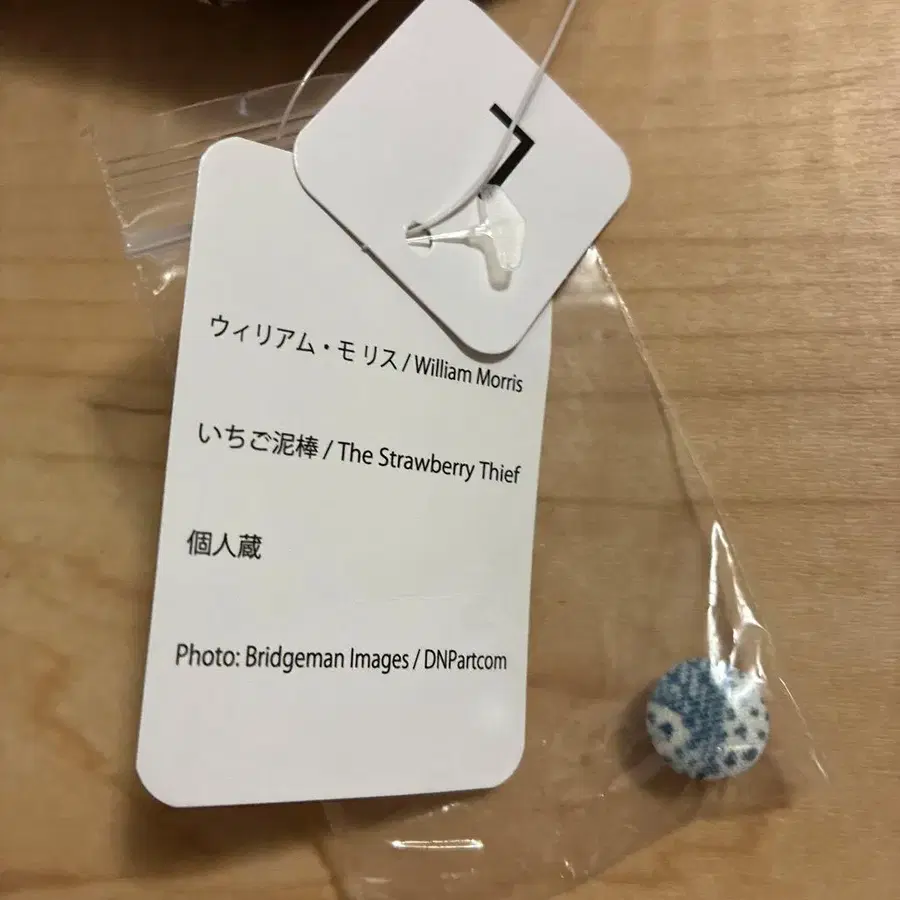 L
ウィリアム・モリス / William Morris
いちご泥棒 / The Strawberry Thief
個人蔵
Photo: Bridgeman Images / DNPartcom